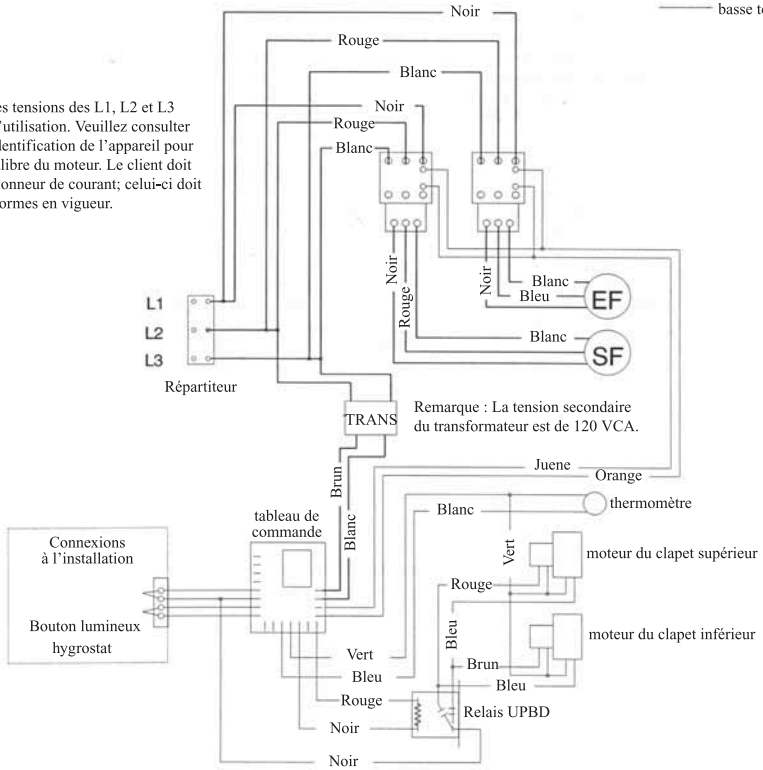 Noir
basse
Rouge
Blanc
es tensions des L1, L2 et L3
'utilisation. Veuillez consulter
dentification de l'appareil pour
libre du moteur. Le client doit
ionneur de courant; celui-ci doit
ormes en vigueur.
Noir
Rouge
Blanc
Noir
Rouge
Noir
Blanc
Bleu
EF
Blanc
SF
L1
L2
L3
Répartiteur
TRANS
Remarque : La tension secondaire
du transformateur est de 120 VCA.
Juene
Orange
Brun
Blanc
thermomètre
Blanc
tableau de
commande
Vert
Connexions
à l'installation
Bouton lumineux
hygrostat
moteur du clapet supérieur
Rouge
Bleu
moteur du clapet inférieur
Vert
Brun
Bleu
Bleu
Rouge
Relais UPBD
Noir
Noir